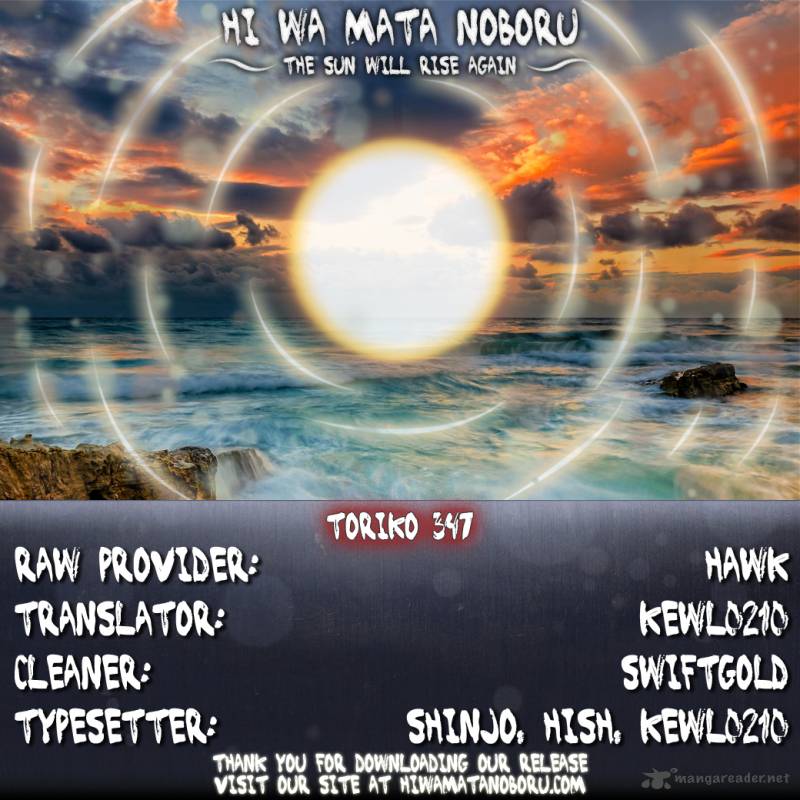 HI WA MATA NOBORU
THE SUN WILL RISE AGAIN
TORIKO 347
RAW PROVIDER: HAWK
TRANSLATOR: KEWL0210
CLEANER: SWIFTGOLD
TYPESETTER: SHINJO, HISH, KEWL0210
THANK YOU FOR DOWNLOADING OUR RELEASE
VISIT OUR SITE AT HIWAMATANOBORU.COM
mangareader.net